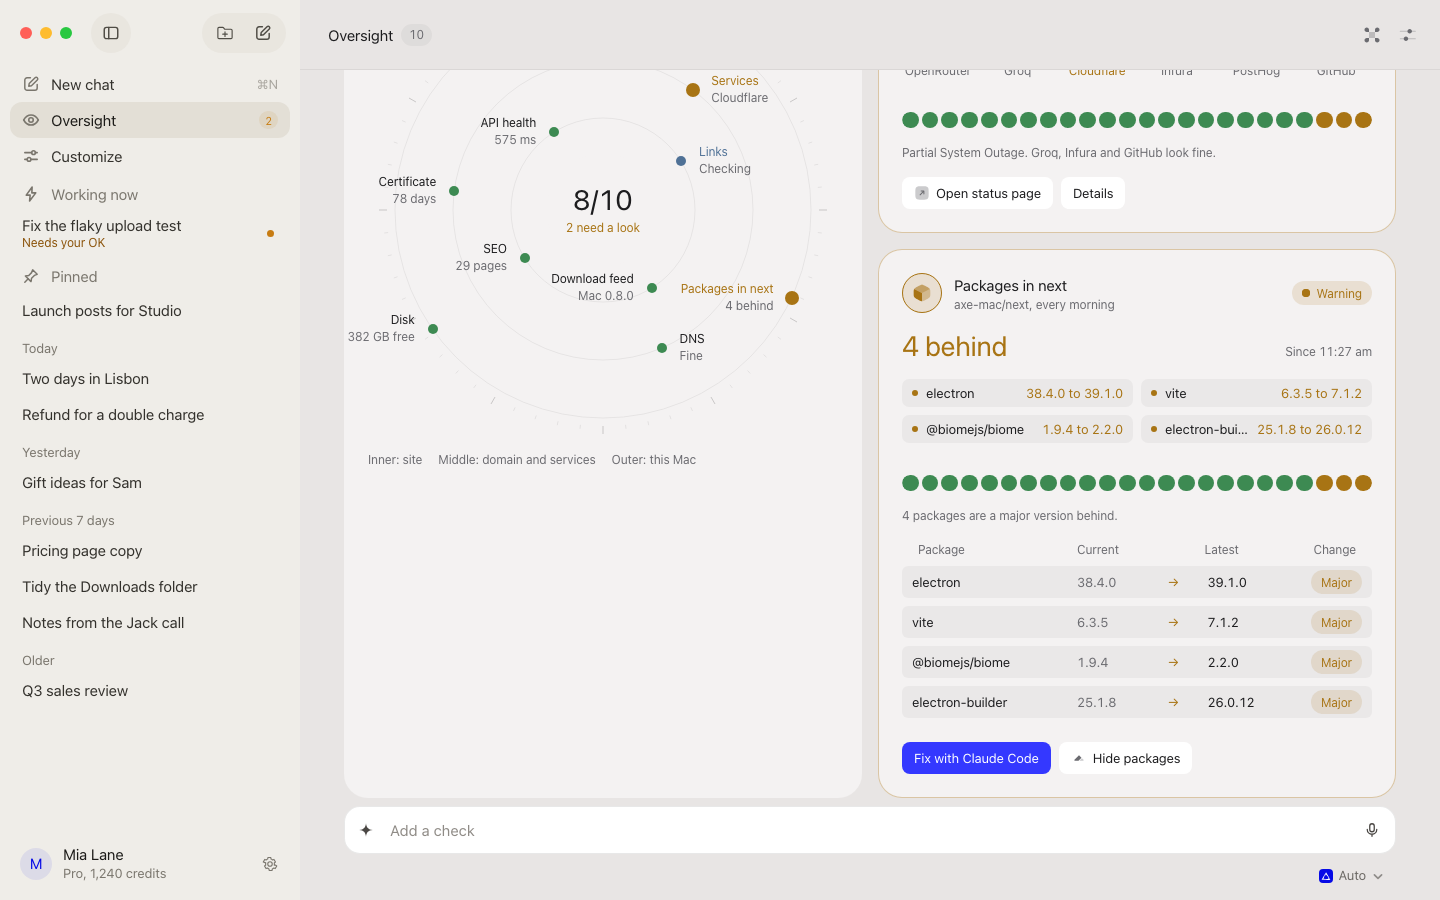 New chat
⌘N
Oversight
2
Customize
Working now
Fix the flaky upload test
Needs your OK
Pinned
Launch posts for Studio
Today
Two days in Lisbon
Refund for a double charge
Yesterday
Gift ideas for Sam
Previous 7 days
Pricing page copy
Tidy the Downloads folder
Notes from the Jack call
Older
Q3 sales review
M
Mia Lane
Pro, 1,240 credits
Oversight 10
Services
Cloudflare
API health
575 ms
Links
Checking
Certificate
78 days
8/10
2 need a look
SEO
29 pages
Download feed
Mac 0.8.0
Packages in next
4 behind
Disk
382 GB free
DNS
Fine
Inner: site Middle: domain and services Outer: this Mac
OpenRouter Groq Cloudflare Infura PostHog GitHub
Partial System Outage. Groq, Infura and GitHub look fine.
Open status page Details
Packages in next
axe-mac/next, every morning
Warning
4 behind
Since 11:27 am
electron 38.4.0 to 39.1.0
vite 6.3.5 to 7.1.2
@biomejs/biome 1.9.4 to 2.2.0
electron-bui... 25.1.8 to 26.0.12
4 packages are a major version behind.
Package Current Latest Change
electron 38.4.0 → 39.1.0 Major
vite 6.3.5 → 7.1.2 Major
@biomejs/biome 1.9.4 → 2.2.0 Major
electron-builder 25.1.8 → 26.0.12 Major
Fix with Claude Code Hide packages
Add a check
Auto